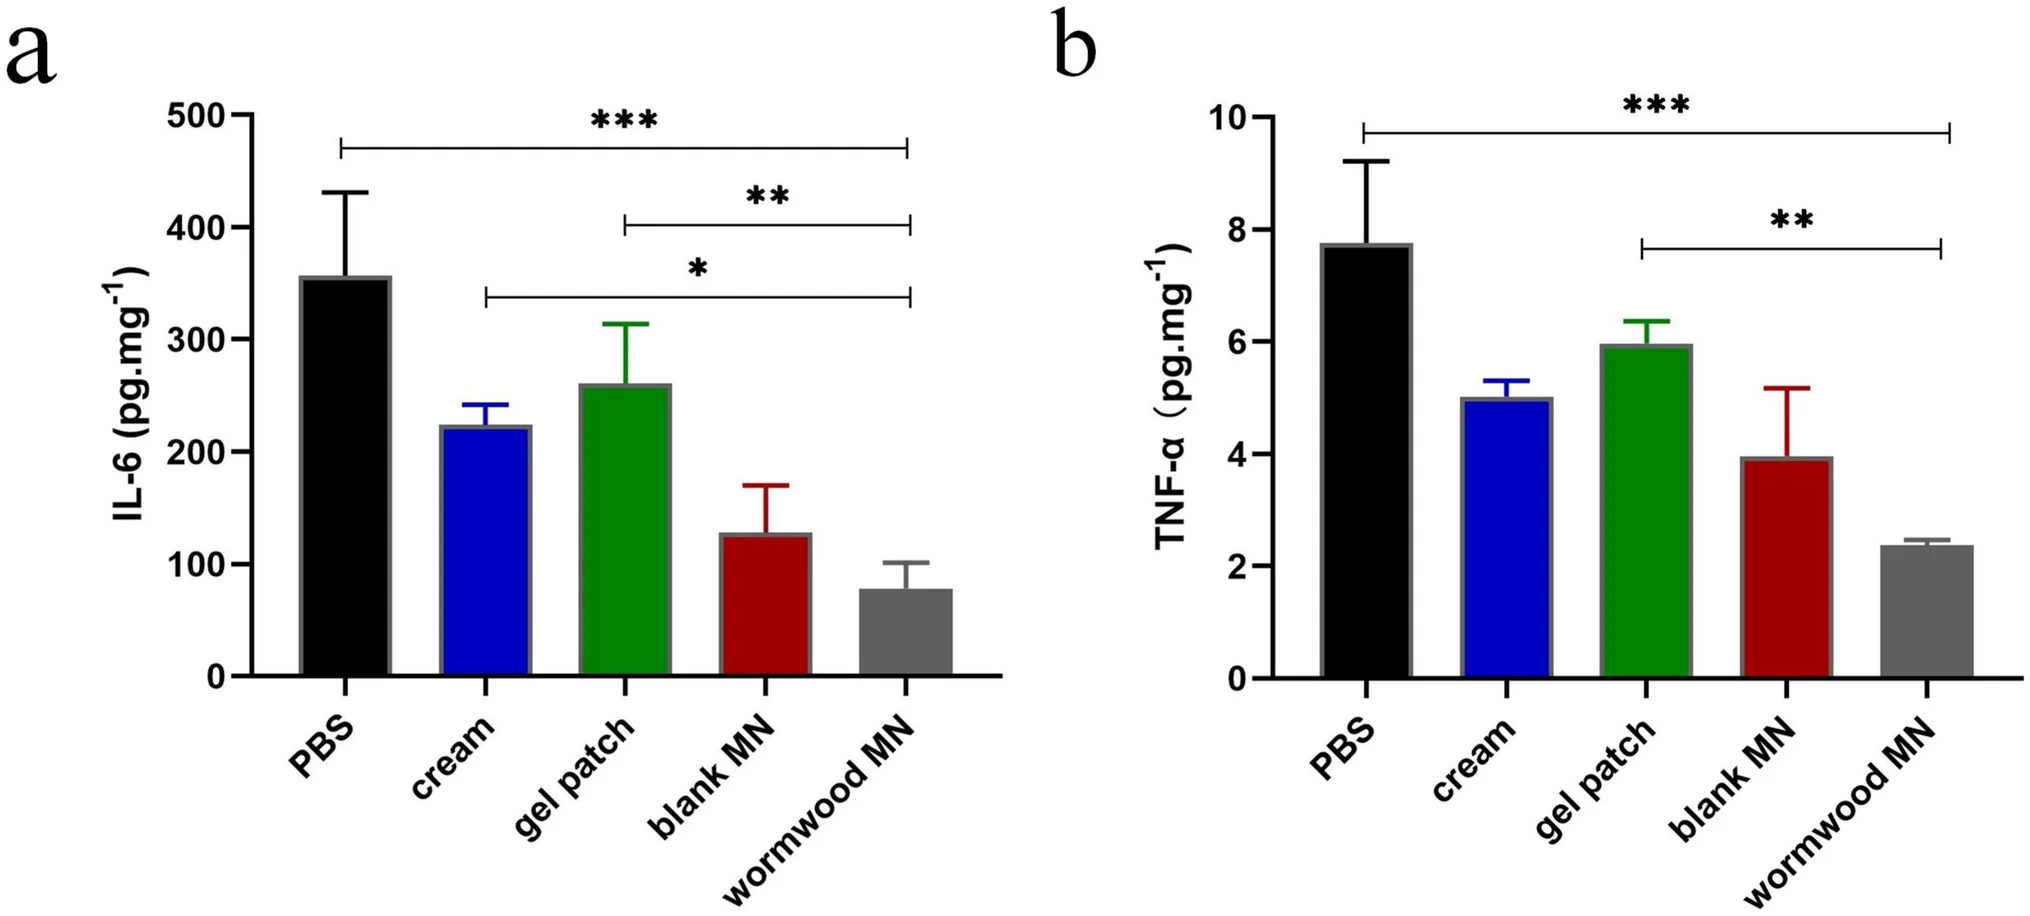 a
500
400
300
200
100
0
IL-6 (pg.mg-1)
***
**
*
PBS
cream
gel patch
blank MN
wormwood MN
b
10
8
6
4
2
0
TNF-α（pg.mg-1)
***
**
PBS
cream
gel patch
blank MN
wormwood MN